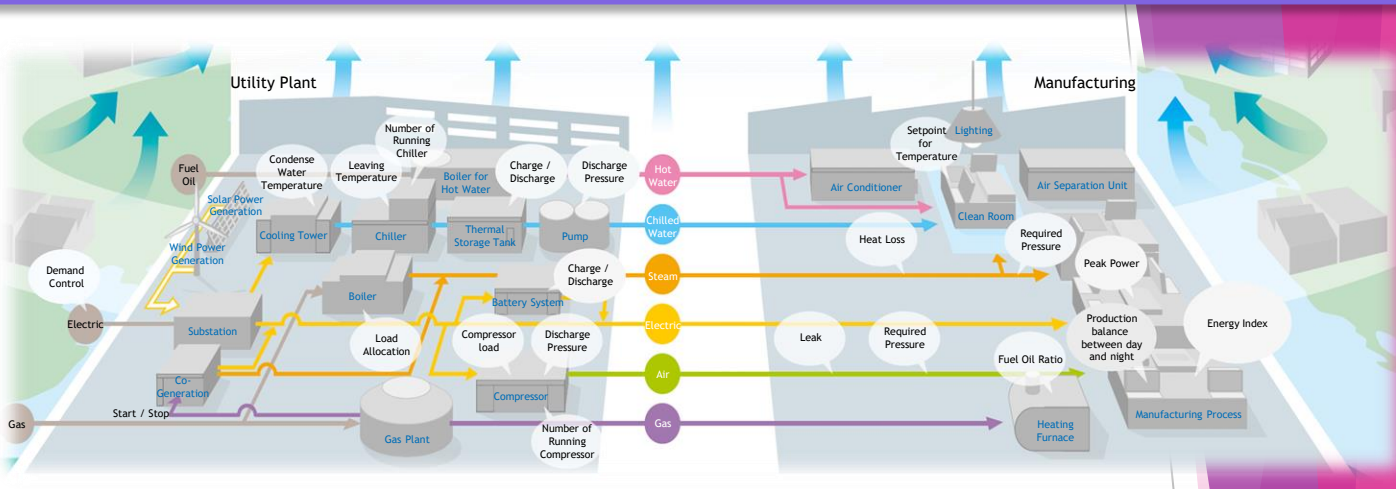 Utility Plant
Manufacturing
Number of
Running
Chiller
Condense
Water
Temperature
Leaving
Temperature
Charge /
Discharge
Discharge
Pressure
Setpoint
for
Temperature
Lighting
Fuel
Oil
Boiler for
Hot Water
Hot
Water
Air Conditioner
Air Separation Unit
Solar Power
Generation
Cooling Tower
Chiller
Thermal
Storage Tank
Pump
Chilled
Water
Clean Room
Heat Loss
Required
Pressure
Wind Power
Generation
Demand
Control
Boiler
Battery System
Charge /
Discharge
Steam
Peak Power
Electric
Substation
Load
Allocation
Compressor
load
Discharge
Pressure
Electric
Leak
Required
Pressure
Production
balance
between day
and night
Energy Index
Fuel Oil Ratio
Co-
Generation
Compressor
Air
Start / Stop
Gas
Gas Plant
Number of
Running
Compressor
Gas
Heating
Furnace
Manufacturing Process